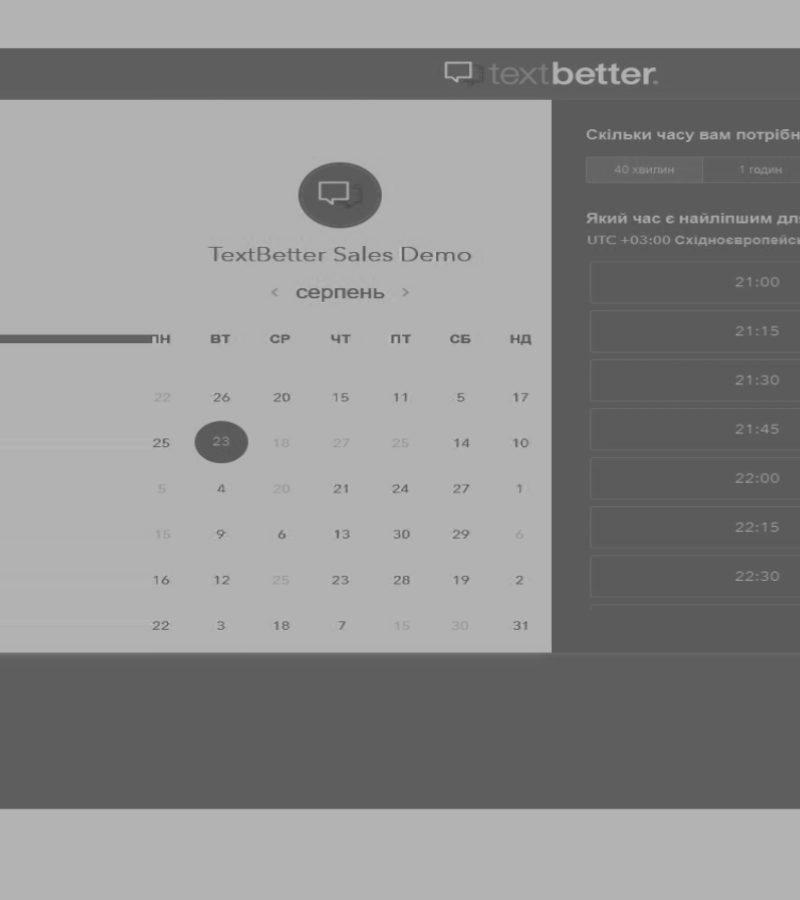 textbetter.
TextBetter Sales Demo
< серпень >
ПН ВТ СР ЧТ ПТ СБ НД
22 26 20 15 11 5 17
25 23 18 27 25 14 10
5 4 20 21 24 27 1
15 9 6 13 30 29 6
16 12 25 23 28 19 2
22 3 18 7 15 30 31
Скільки часу вам потрібн
40 хвилин 1 годин
Який час є найліпшим дл
UTC +03:00 Східноєвропейс
21:00
21:15
21:30
21:45
22:00
22:15
22:30